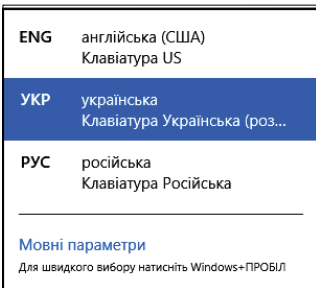 ENG англійська (США)
Клавіатура US
УКР українська
Клавіатура Українська (роз...
РУС російська
Клавіатура Російська
Мовні параметри
Для швидкого вибору натисніть Windows+ПРОБІЛ